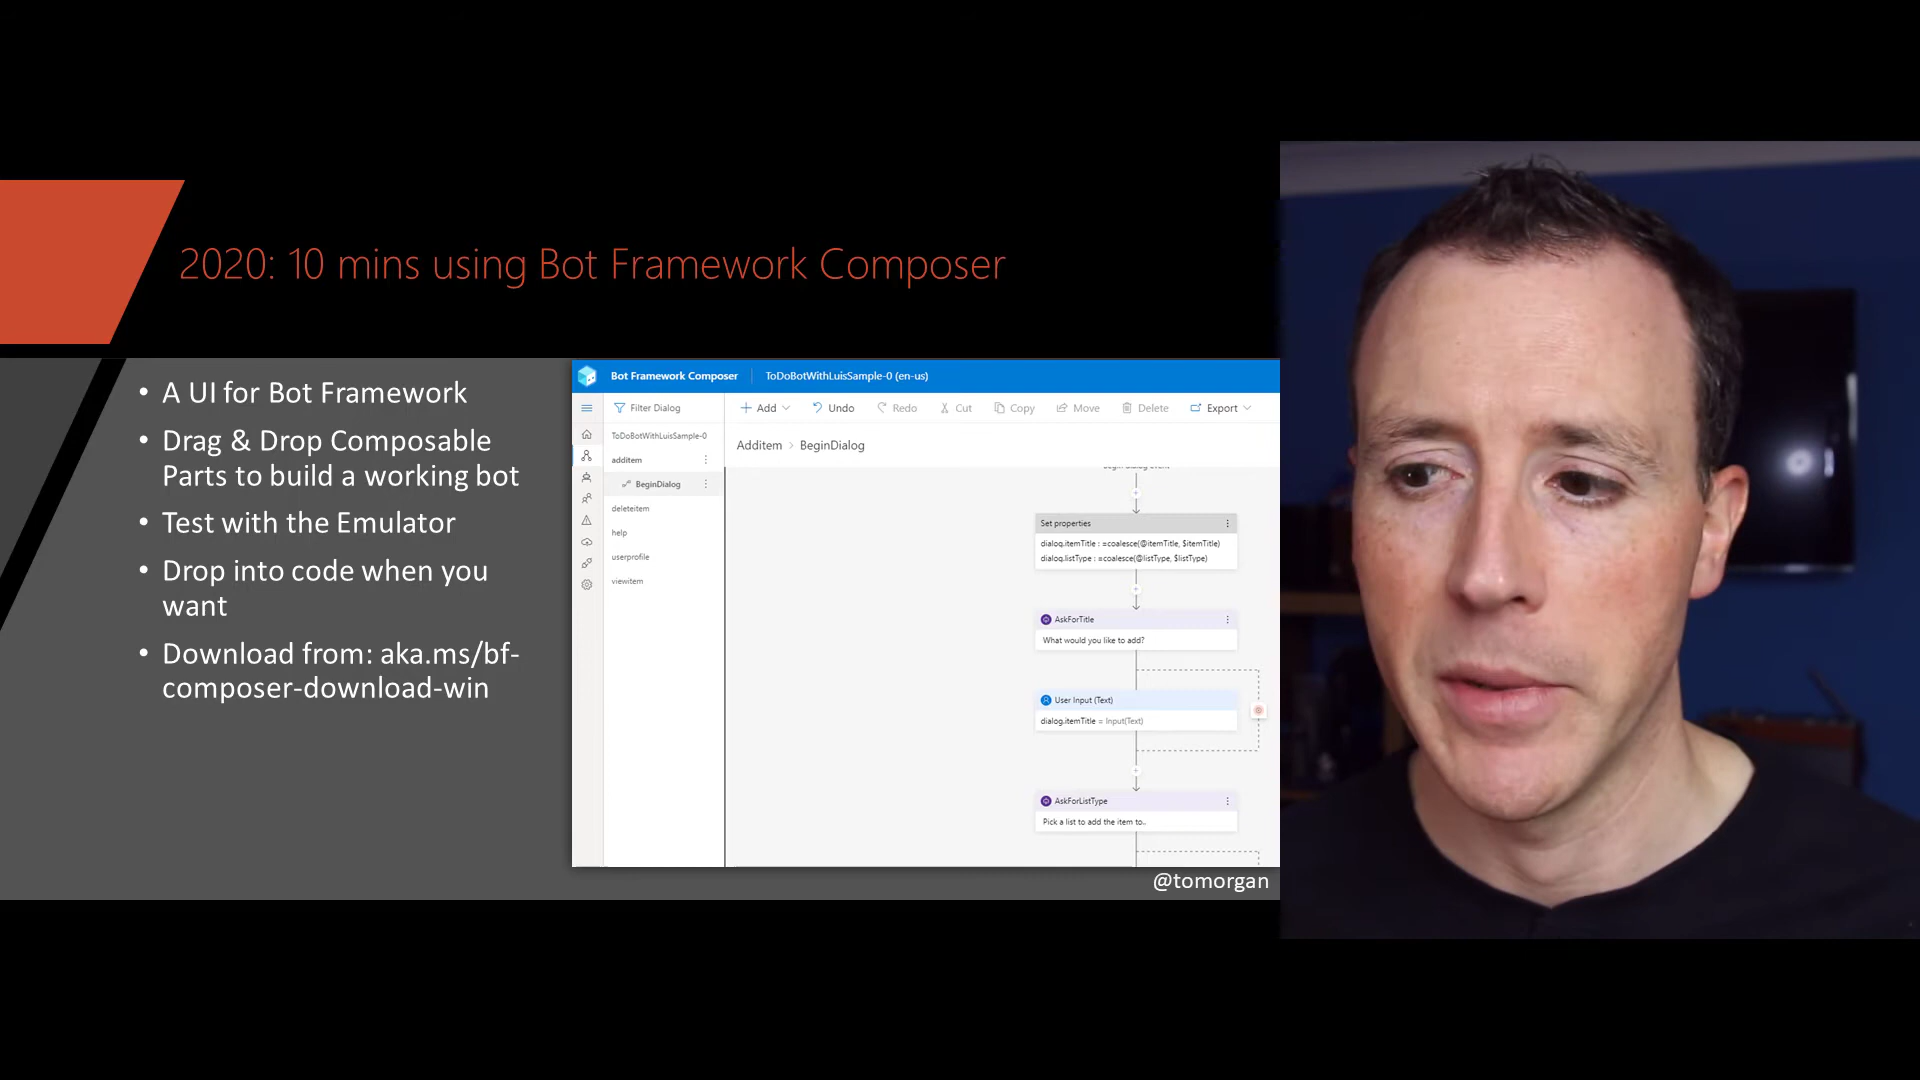 2020: 10 mins using Bot Framework Composer
• A UI for Bot Framework
• Drag & Drop Composable
Parts to build a working bot
• Test with the Emulator
• Drop into code when you
want
• Download from: aka.ms/bf-
composer-download-win
Bot Framework Composer
ToDoBotWithLuisSample-0 (en-us)
Filter Dialog
Add
Undo
Redo
Cut
Copy
Move
Delete
Export
ToDoBotWithLuisSample-0
additem
BeginDialog
deleteitem
help
userprofile
viewitem
Additem > BeginDialog
Set properties
dialog.itemTitle : =coalesce(@itemTitle, $itemTitle)
dialog.listType : =coalesce(@listType, $listType)
AskForTitle
What would you like to add?
User Input (Text)
dialog.itemTitle = Input(Text)
AskForListType
Pick a list to add the item to..
@tomorgan